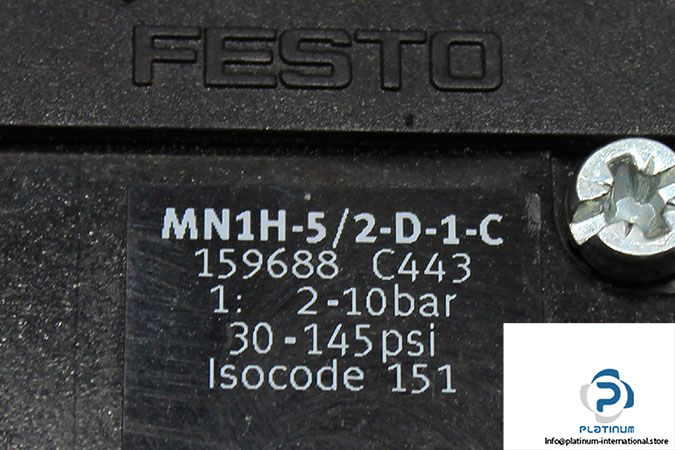 FESTO
MN1H-5/2-D-1-C
159688 C443
1: 2-10bar
30-145psi
Isocode 151
PLATINUM
Info@platinum-international.store